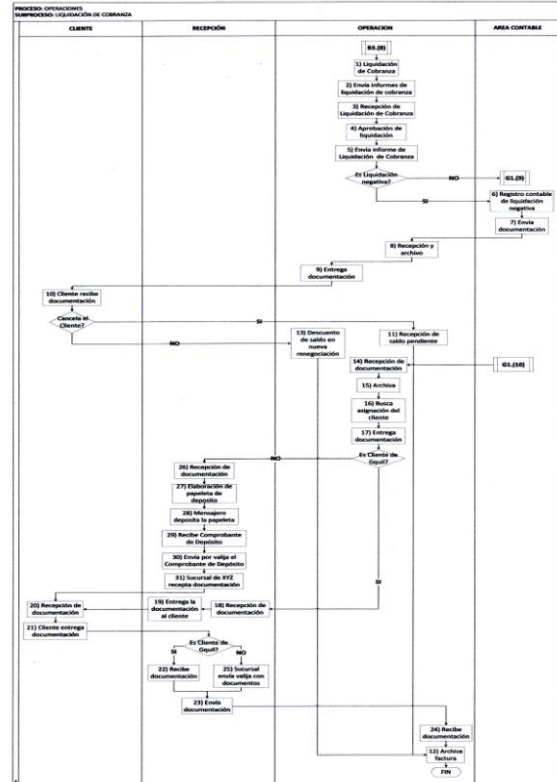 PROCESO: OPERACIONES
SUBPROCESO: LIQUIDACIÓN DE COBRANZA
CLIENTE
RECEPCIÓN
OPERACION
AREA CONTABLE
B3.(8)
1) Liquidación
de Cobranza
2) Envía informes de
liquidación de cobranza
3) Recepción de
Liquidación de Cobranza
4) Aprobación de
liquidación
5) Envía informe de
Liquidación de Cobranza
Es Liquidación
negativa?
NO
G1.(9)
SI
6) Registro contable
de liquidación
negativa
7) Envía
documentación
8) Recepción y
archivo
9) Entrega
documentación
10) Cliente recibe
documentación
Cancela el
Cliente?
SI
NO
13) Descuento
de saldo en
nueva
renegociación
11) Recepción de
saldo pendiente
14) Recepción de
documentación
G1.(10)
15) Archiva
16) Busca
asignación del
cliente
17) Entrega
documentación
Es Cliente de
Gquil?
NO
26) Recepción de
documentación
27) Elaboración de
papeleta de
deposito
28) Mensajero
deposita la papeleta
29) Recibe Comprobante
de Depósito
30) Envía por valija el
Comprobante de Depósito
31) Sucursal de XYZ
recepta documentación
SI
20) Recepción de
documentación
19) Entrega la
documentación
al cliente
18) Recepción de
documentación
21) Cliente entrega
documentación
Es Cliente de
Gquil?
SI
NO
22) Recibe
documentación
25) Sucursal
envía valija con
documentos
23) Envía
documentación
24) Recibe
documentación
12) Archiva
factura
FIN